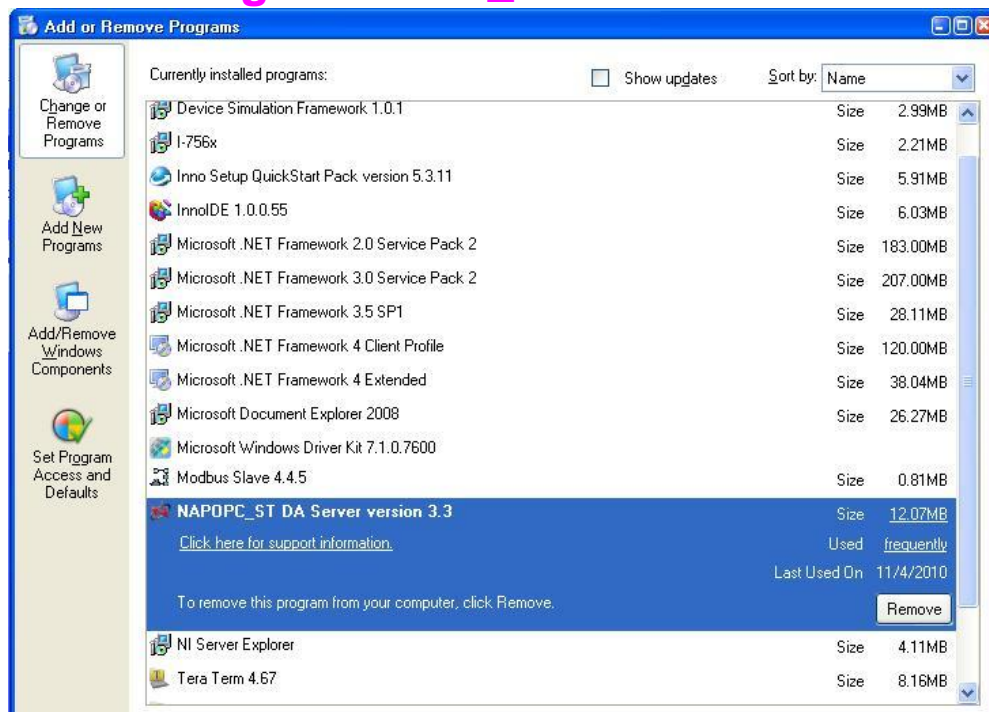 Add or Remove Programs
Change or
Remove
Programs
Add New
Programs
Add/Remove
Windows
Components
Set Program
Access and
Defaults
Currently installed programs:
Show updates
Sort by: Name
Device Simulation Framework 1.0.1 Size 2.99MB
I-756x Size 2.21MB
Inno Setup QuickStart Pack version 5.3.11 Size 5.91MB
InnoIDE 1.0.0.55 Size 6.03MB
Microsoft .NET Framework 2.0 Service Pack 2 Size 183.00MB
Microsoft .NET Framework 3.0 Service Pack 2 Size 207.00MB
Microsoft .NET Framework 3.5 SP1 Size 28.11MB
Microsoft .NET Framework 4 Client Profile Size 120.00MB
Microsoft .NET Framework 4 Extended Size 38.04MB
Microsoft Document Explorer 2008 Size 26.27MB
Microsoft Windows Driver Kit 7.1.0.7600
Modbus Slave 4.4.5 Size 0.81MB
NAPOPC_ST DA Server version 3.3 Size 12.07MB
Click here for support information. Used frequently
Last Used On 11/4/2010
To remove this program from your computer, click Remove. Remove
NI Server Explorer Size 4.11MB
Tera Term 4.67 Size 8.16MB